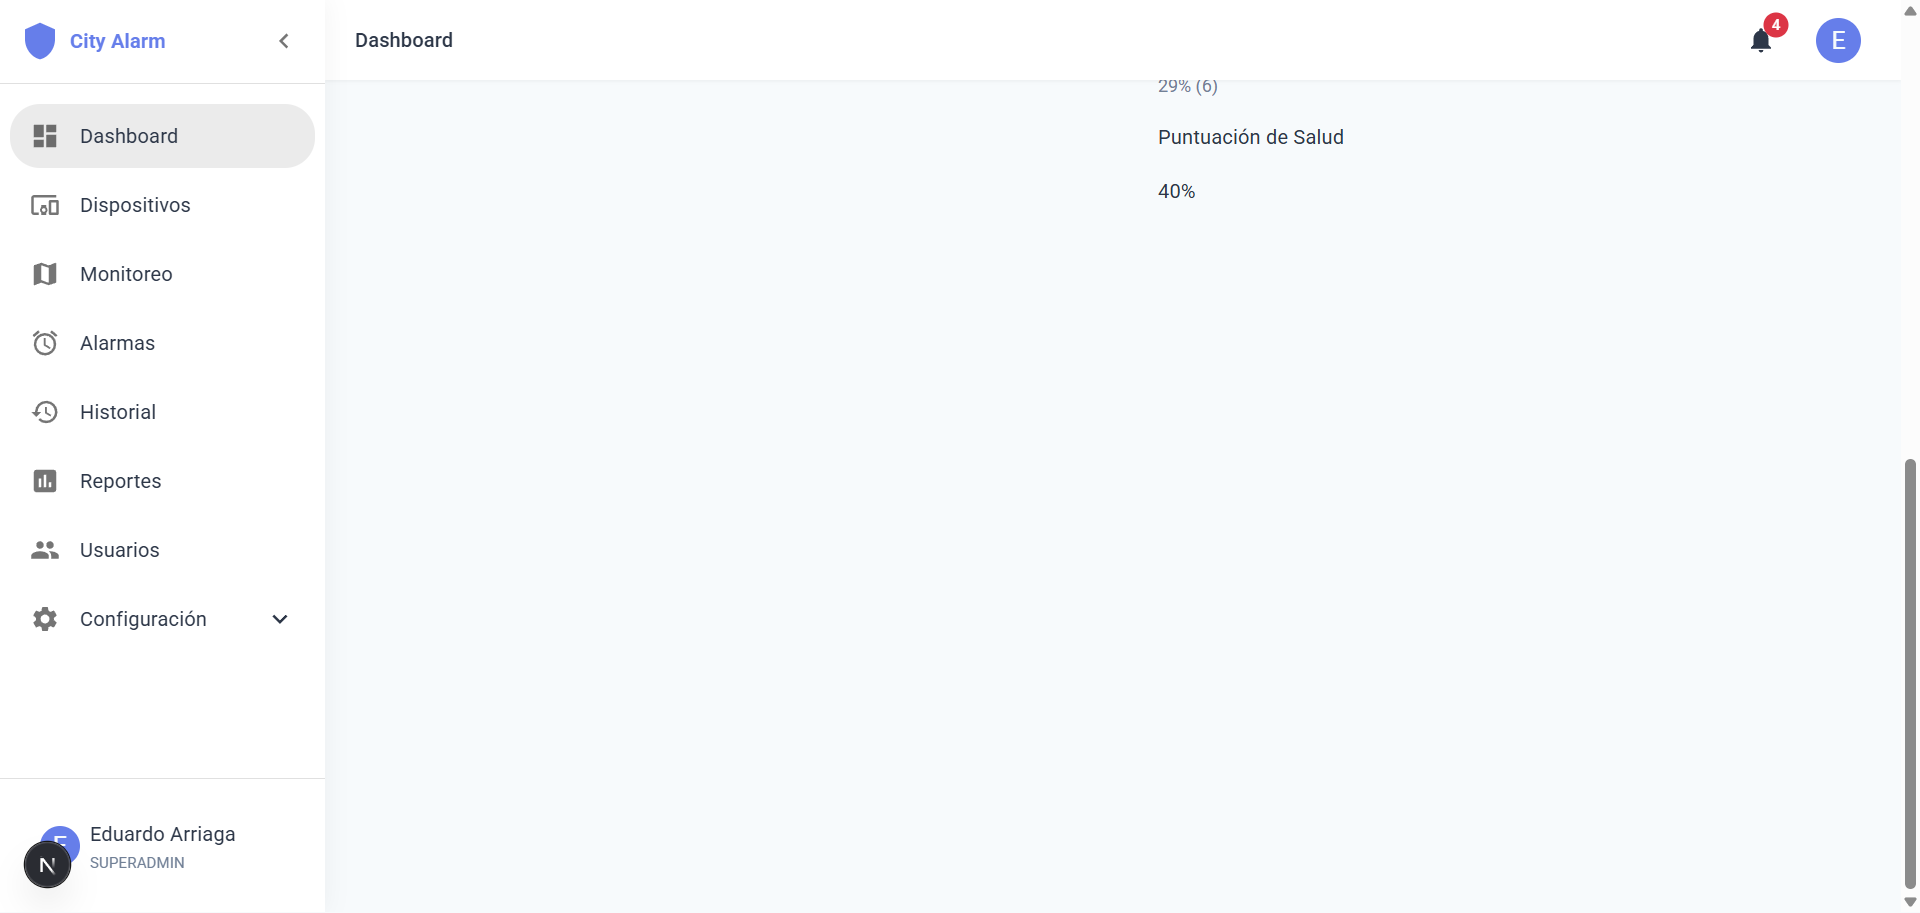 City Alarm
Dashboard
4
E
Dashboard
Dispositivos
Monitoreo
Alarmas
Historial
Reportes
Usuarios
Configuración
29% (6)
Puntuación de Salud
40%
E
Eduardo Arriaga
SUPERADMIN
N